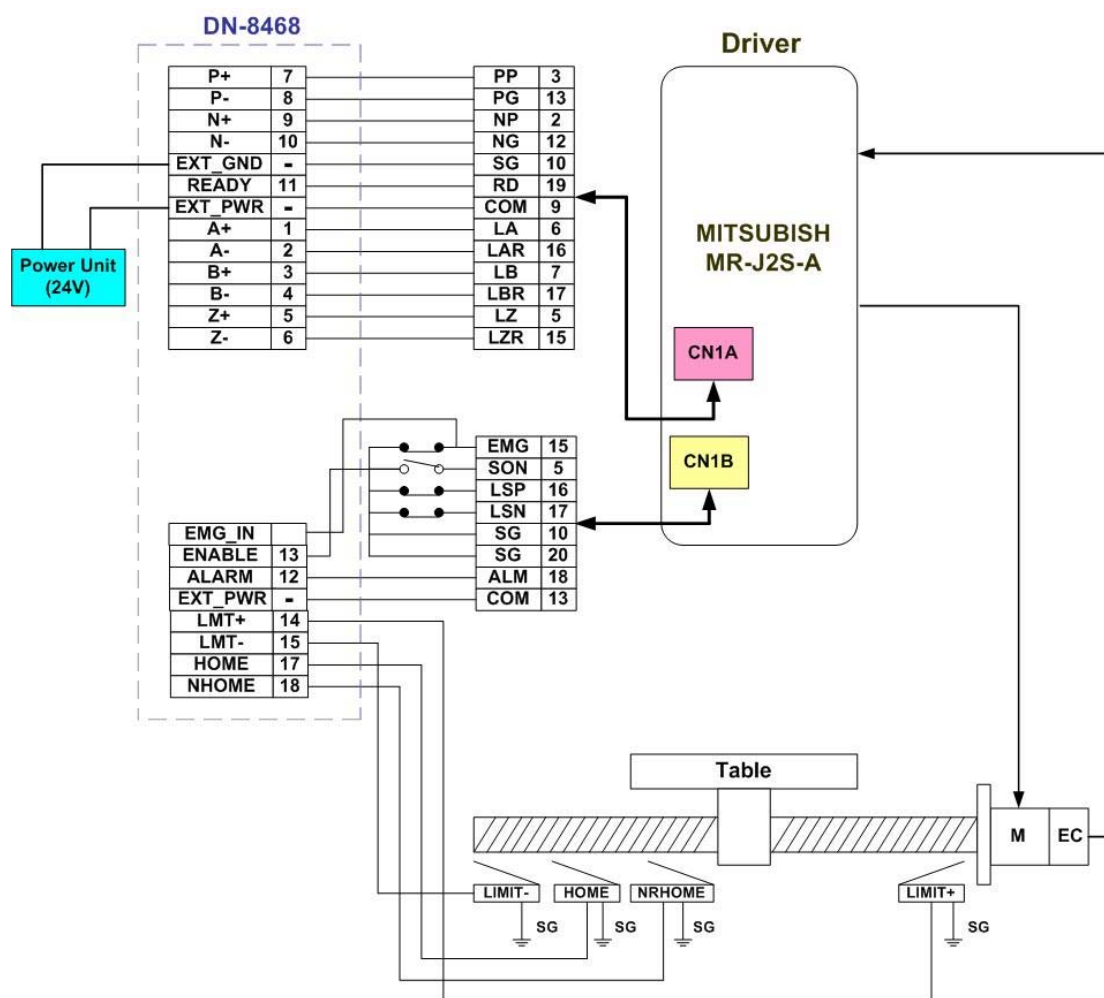 DN-8468
Driver
P+ 7 PP 3
P- 8 PG 13
N+ 9 NP 2
N- 10 NG 12
EXT_GND - SG 10
READY 11 RD 19
EXT_PWR - COM 9
A+ 1 LA 6
A- 2 LAR 16
B+ 3 LB 7
B- 4 LBR 17
Z+ 5 LZ 5
Z- 6 LZR 15
Power Unit
(24V)
MITSUBISH
MR-J2S-A
CN1A
CN1B
EMG 15
SON 5
LSP 16
LSN 17
EMG_IN SG 10
ENABLE 13 SG 20
ALARM 12 ALM 18
EXT_PWR - COM 13
LMT+ 14
LMT- 15
HOME 17
NHOME 18
Table
M EC
LIMIT- HOME NRHOME LIMIT+
SG SG SG SG